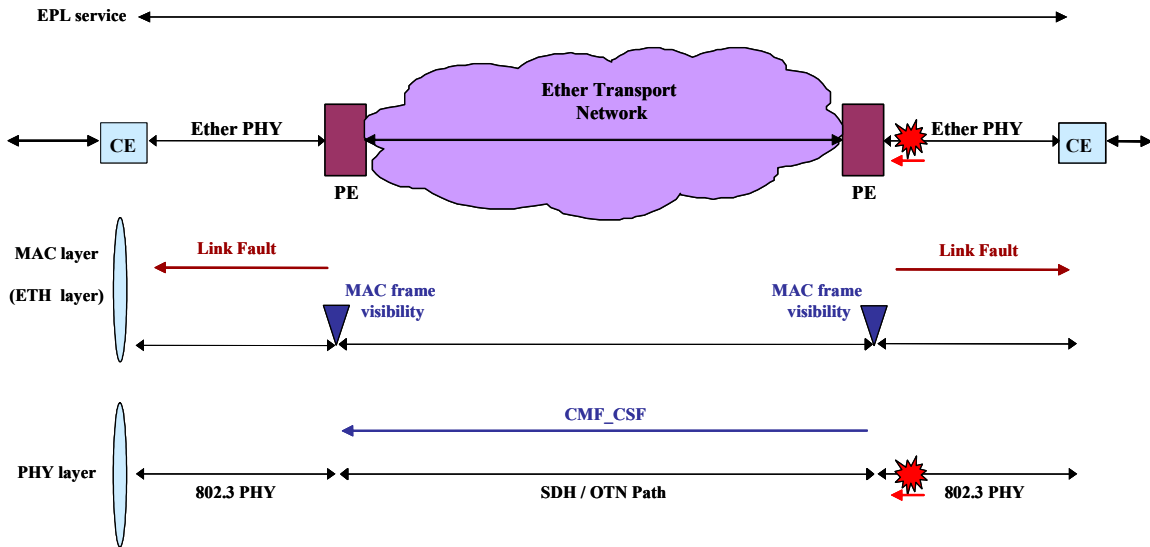 EPL service
Ether Transport
Network
Ether PHY
Ether PHY
CE
CE
PE
PE
MAC layer
(ETH layer)
Link Fault
Link Fault
MAC frame
visibility
MAC frame
visibility
CMF_CSF
PHY layer
802.3 PHY
SDH / OTN Path
802.3 PHY